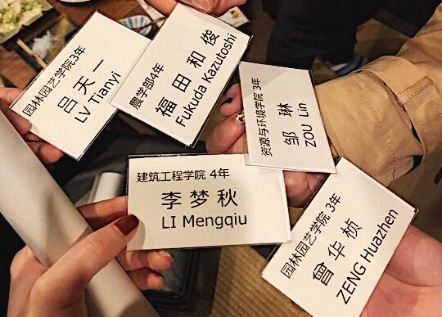 园林园艺学院3年
吕天一
LV Tianyi
農学部4年
福田和俊
Fukuda Kazutoshi
资源与环境学院 3年
邹 琳
ZOU Lin
建筑工程学院 4年
李梦秋
LI Mengqiu
园林园艺学院 3年
曾华桢
ZENG Huazhen